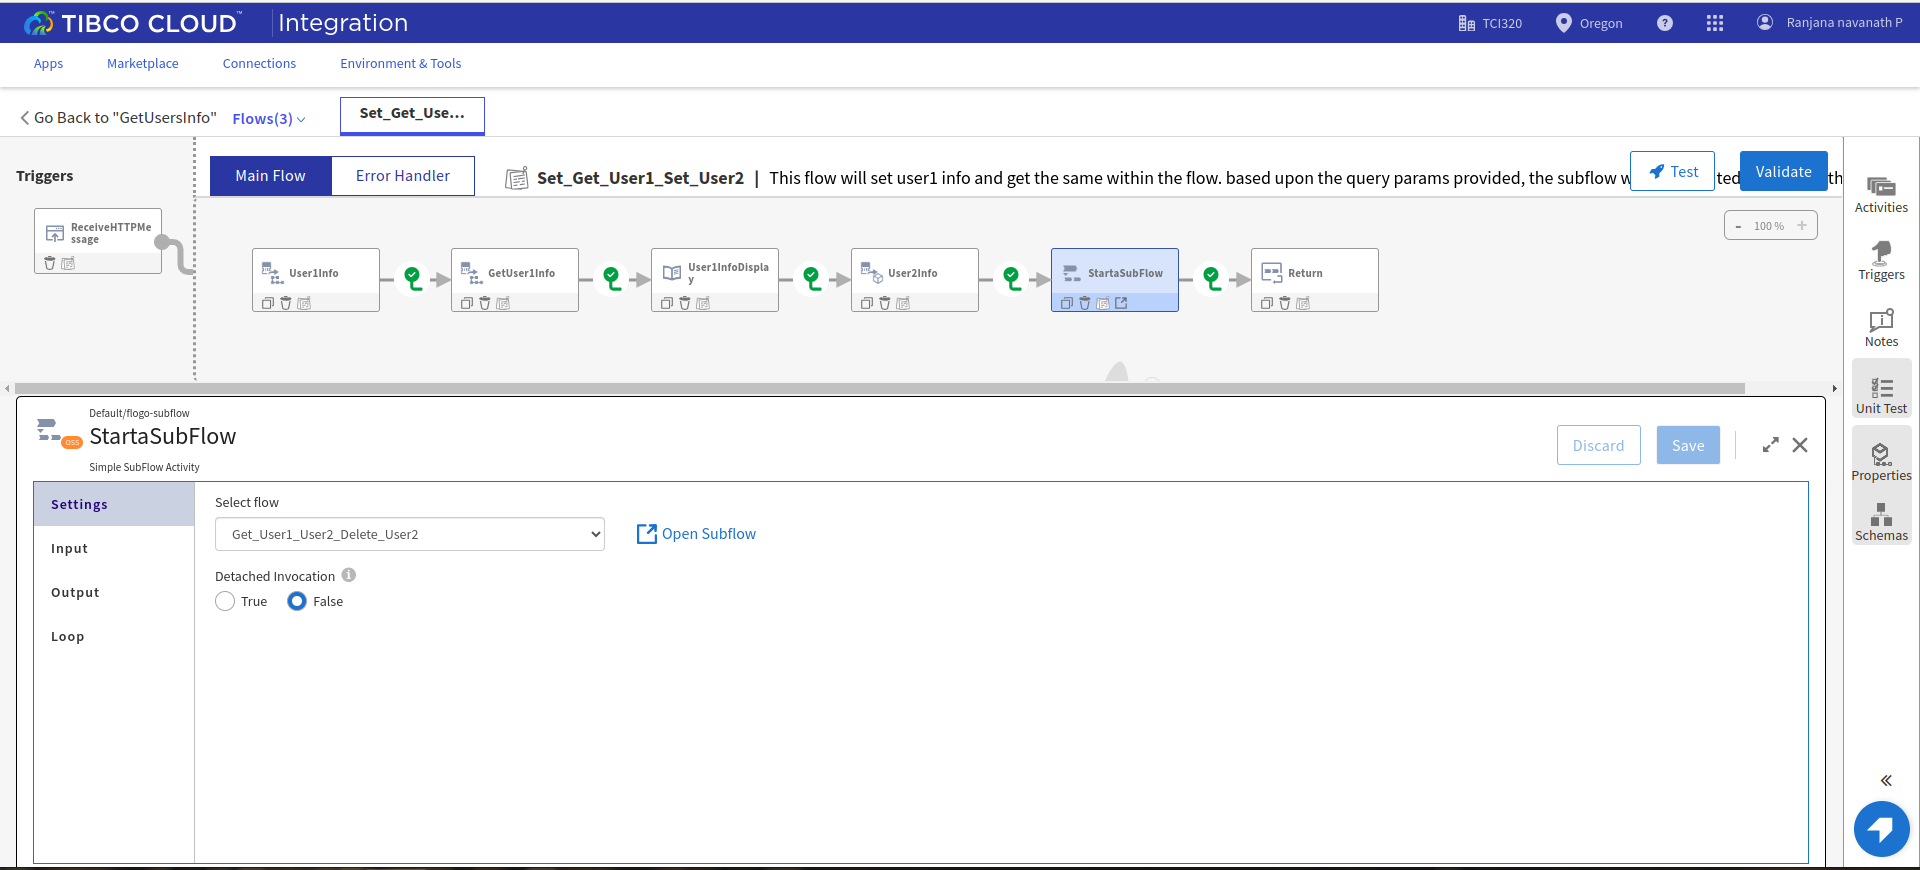 TIBCO CLOUD™ Integration
TCI320
Oregon
?
Ranjana navanath P
Apps
Marketplace
Connections
Environment & Tools
Go Back to "GetUsersInfo"
Flows(3)
Set_Get_Use...
Triggers
Main Flow
Error Handler
Set_Get_User1_Set_User2 | This flow will set user1 info and get the same within the flow. based upon the query params provided, the subflow w
ted
th
Test
Validate
ReceiveHTTPMe
ssage
- 100 % +
User1Info
GetUser1Info
User1InfoDispla
y
User2Info
StartaSubFlow
Return
Activities
Triggers
Notes
Unit Test
Properties
Schemas
Default/flogo-subflow
OSS
StartaSubFlow
Simple SubFlow Activity
Discard
Save
Settings
Input
Output
Loop
Select flow
Get_User1_User2_Delete_User2
Open Subflow
Detached Invocation
True
False